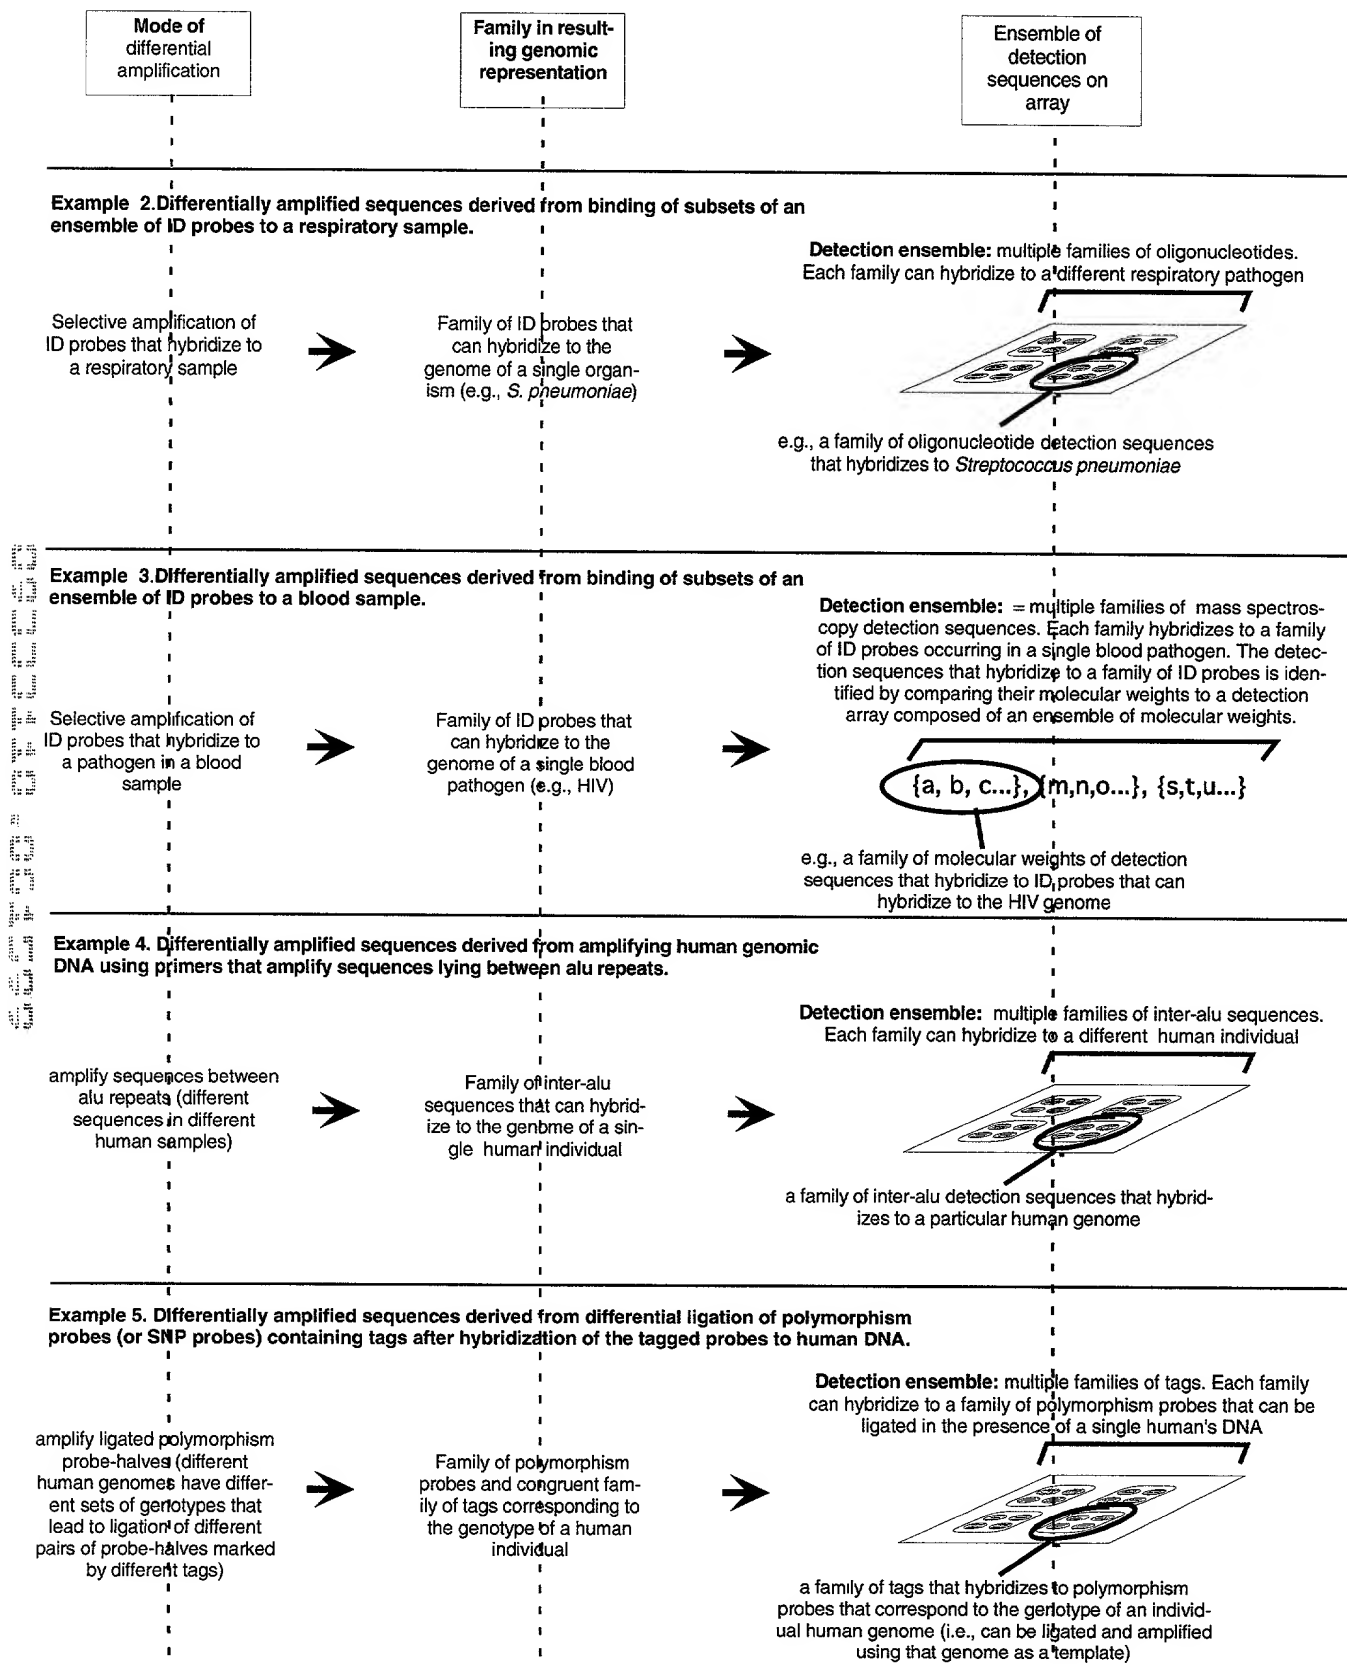 Mode of
differential
amplification
Family in result-
ing genomic
representation
Ensemble of
detection
sequences on
array
Example 2.Differentially amplified sequences derived from binding of subsets of an
ensemble of ID probes to a respiratory sample.
Detection ensemble: multiple families of oligonucleotides.
Each family can hybridize to a different respiratory pathogen
Selective amplification of
ID probes that hybridize to
a respiratory sample
Family of ID probes that
can hybridize to the
genome of a single organ-
ism (e.g., S. pneumoniae)
e.g., a family of oligonucleotide detection sequences
that hybridizes to Streptococcus pneumoniae
Example 3.Differentially amplified sequences derived from binding of subsets of an
ensemble of ID probes to a blood sample.
Detection ensemble: = multiple families of mass spectros-
copy detection sequences. Each family hybridizes to a family
of ID probes occurring in a single blood pathogen. The detec-
tion sequences that hybridize to a family of ID probes is iden-
tified by comparing their molecular weights to a detection
array composed of an ensemble of molecular weights.
Selective amplification of
ID probes that hybridize to
a pathogen in a blood
sample
Family of ID probes that
can hybridize to the
genome of a single blood
pathogen (e.g., HIV)
{a, b, c...}, {m,n,o...}, {s,t,u...}
e.g., a family of molecular weights of detection
sequences that hybridize to ID probes that can
hybridize to the HIV genome
Example 4. Differentially amplified sequences derived from amplifying human genomic
DNA using primers that amplify sequences lying between alu repeats.
Detection ensemble: multiple families of inter-alu sequences.
Each family can hybridize to a different human individual
amplify sequences between
alu repeats (different
sequences in different
human samples)
Family of inter-alu
sequences that can hybrid-
ize to the genome of a sin-
gle human individual
a family of inter-alu detection sequences that hybrid-
izes to a particular human genome
Example 5. Differentially amplified sequences derived from differential ligation of polymorphism
probes (or SNP probes) containing tags after hybridization of the tagged probes to human DNA.
Detection ensemble: multiple families of tags. Each family
can hybridize to a family of polymorphism probes that can be
ligated in the presence of a single human's DNA
amplify ligated polymorphism
probe-halves (different
human genomes have differ-
ent sets of genotypes that
lead to ligation of different
pairs of probe-halves marked
by different tags)
Family of polymorphism
probes and congruent fam-
ily of tags corresponding to
the genotype of a human
individual
a family of tags that hybridizes to polymorphism
probes that correspond to the genotype of an individ-
ual human genome (i.e., can be ligated and amplified
using that genome as a template)